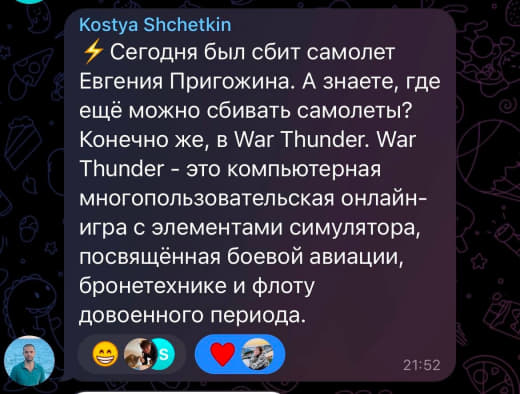 Kostya Shchetkin
⚡ Сегодня был сбит самолет
Евгения Пригожина. А знаете, где
ещё можно сбивать самолеты?
Конечно же, в War Thunder. War
Thunder - это компьютерная
многопользовательская онлайн-
игра с элементами симулятора,
посвящённая боевой авиации,
бронетехнике и флоту
довоенного периода.
S
21:52